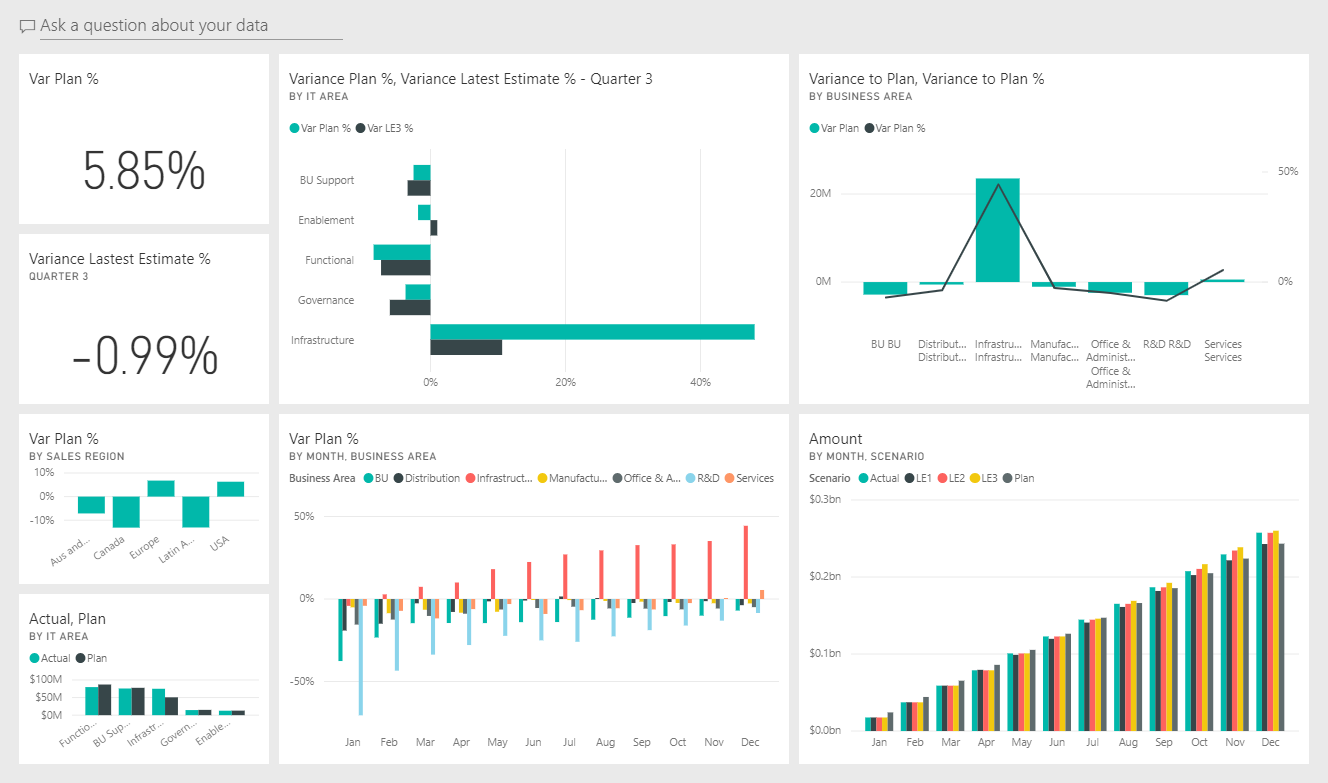 Ask a question about your data
Var Plan %
5.85%
Variance Lastest Estimate %
QUARTER 3
-0.99%
Variance Plan %, Variance Latest Estimate % - Quarter 3
BY IT AREA
Var Plan % Var LE3 %
BU Support
Enablement
Functional
Governance
Infrastructure
0% 20% 40%
Variance to Plan, Variance to Plan %
BY BUSINESS AREA
Var Plan Var Plan %
50%
20M
0M 0%
BU BU Distribut... Infrastru... Manufac... Office & R&D R&D Services
Distribut... Infrastru... Manufac... Administ... Services
Office &
Administ...
Var Plan %
BY SALES REGION
10%
0%
-10%
Aus and... Canada Europe Latin A... USA
Actual, Plan
BY IT AREA
Actual Plan
$100M
$50M
$0M
Functio... BU Sup... Infrastr... Govern... Enable...
Var Plan %
BY MONTH, BUSINESS AREA
Business Area BU Distribution Infrastruct... Manufactu... Office & A... R&D Services
50%
0%
-50%
Jan Feb Mar Apr May Jun Jul Aug Sep Oct Nov Dec
Amount
BY MONTH, SCENARIO
Scenario Actual LE1 LE2 LE3 Plan
$0.3bn
$0.2bn
$0.1bn
$0.0bn
Jan Feb Mar Apr May Jun Jul Aug Sep Oct Nov Dec